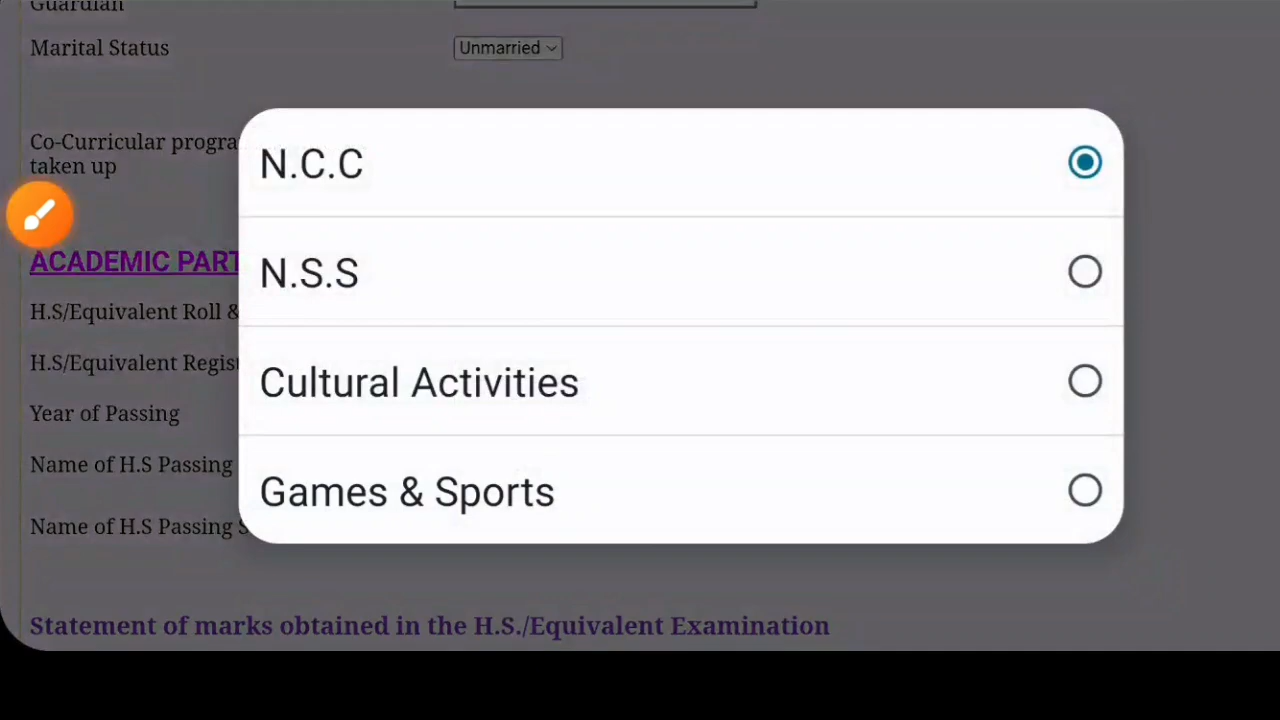 Guardian
Marital Status
Unmarried
Co-Curricular progra
taken up
N.C.C
N.S.S
Cultural Activities
Games & Sports
ACADEMIC PART
H.S/Equivalent Roll &
H.S/Equivalent Regist
Year of Passing
Name of H.S Passing
Name of H.S Passing S
Statement of marks obtained in the H.S./Equivalent Examination